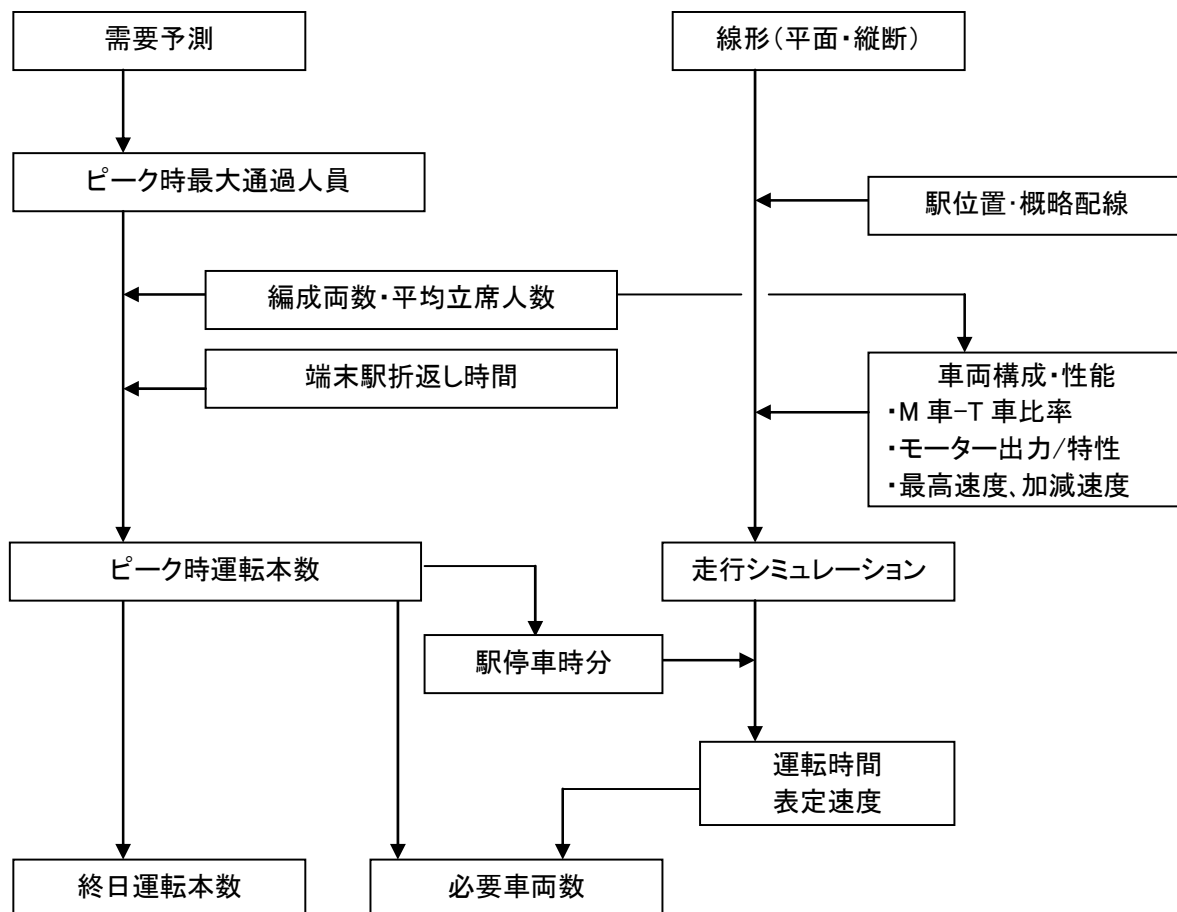 需要予測
線形(平面・縦断)
ピーク時最大通過人員
駅位置・概略配線
編成両数・平均立席人数
端末駅折返し時間
車両構成・性能
・M 車-T 車比率
・モーター出力/特性
・最高速度、加減速度
ピーク時運転本数
走行シミュレーション
駅停車時分
運転時間
表定速度
終日運転本数
必要車両数